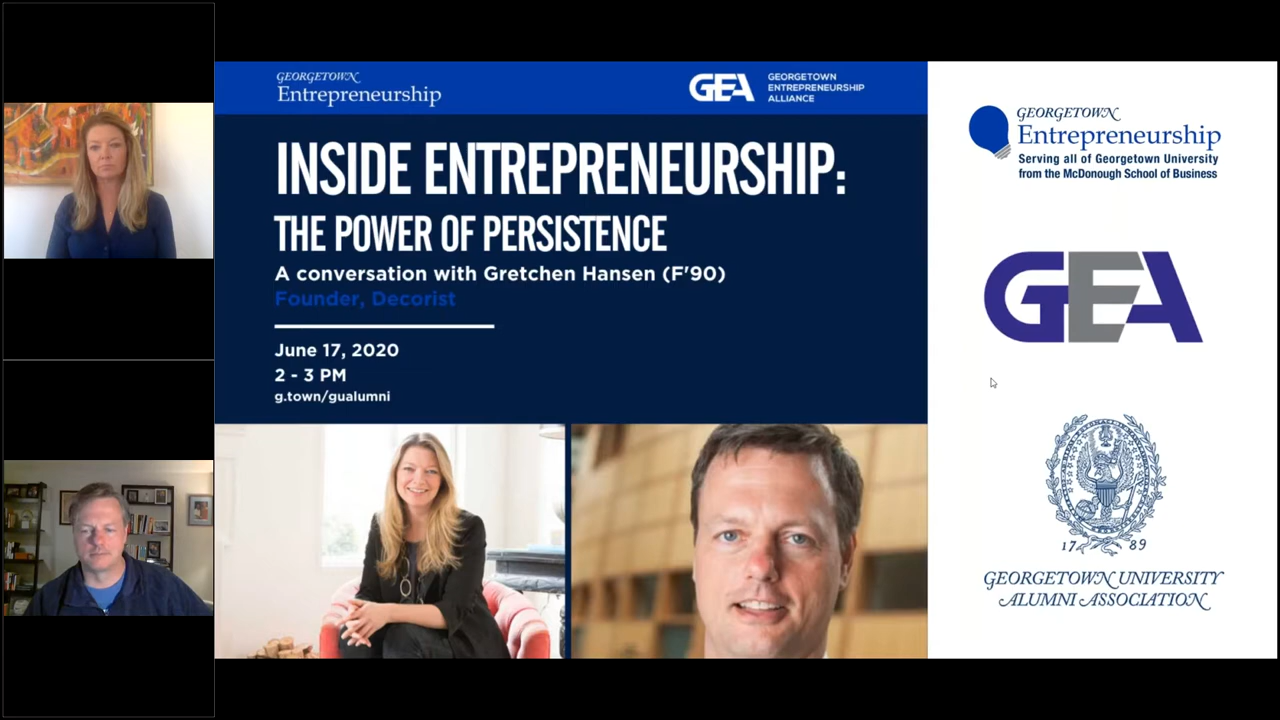 GEORGETOWN
Entrepreneurship
GEA
GEORGETOWN
ENTREPRENEURSHIP
ALLIANCE
INSIDE ENTREPRENEURSHIP:
THE POWER OF PERSISTENCE
A conversation with Gretchen Hansen (F'90)
Founder, Decorist
June 17, 2020
2 - 3 PM
g.town/gualumni
GEORGETOWN
Entrepreneurship
Serving all of Georgetown University
from the McDonough School of Business
GEA
17 89
GEORGETOWN UNIVERSITY
ALUMNI ASSOCIATION